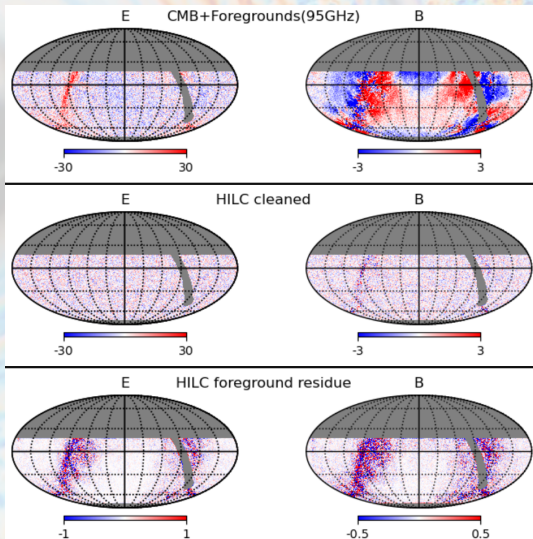 E CMB+Foregrounds(95GHz) B
-30 30 -3 3
E HILC cleaned B
-30 30 -3 3
E HILC foreground residue B
-1 1 -0.5 0.5